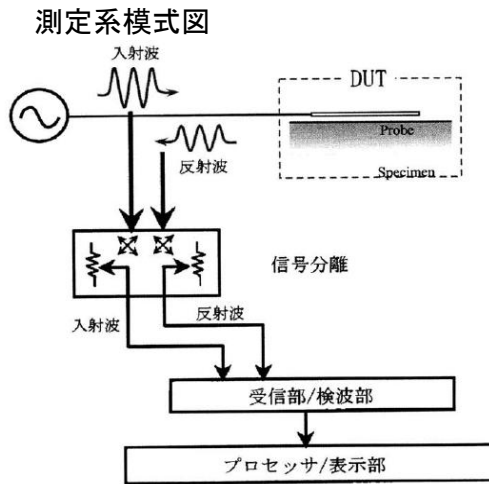 測定系模式図
入射波
DUT
Probe
反射波
Specimen
信号分離
入射波
反射波
受信部/検波部
プロセッサ/表示部